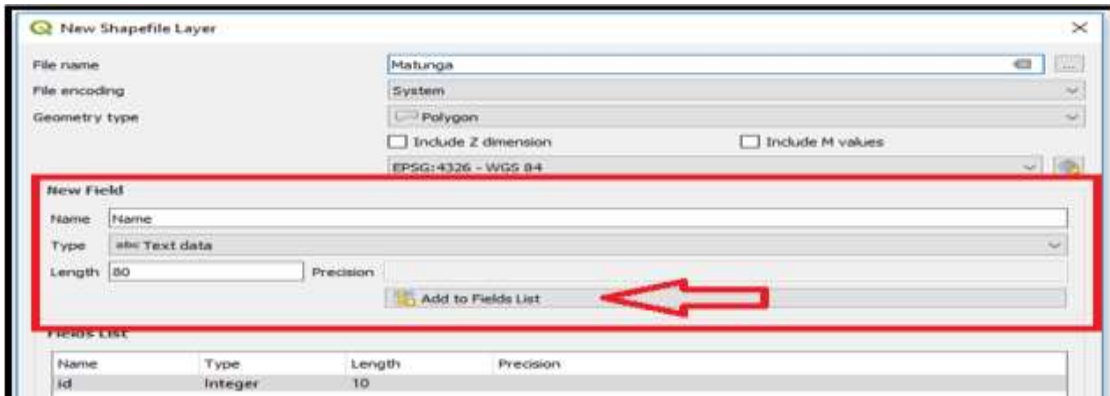 New Shapefile Layer
File name Matunga ...
File encoding System
Geometry type Polygon
Include Z dimension Include M values
EPSG:4326 - WGS 84
New Field
Name Name
Type abc Text data
Length 80 Precision
Add to Fields List
Fields List
Name Type Length Precision
id Integer 10